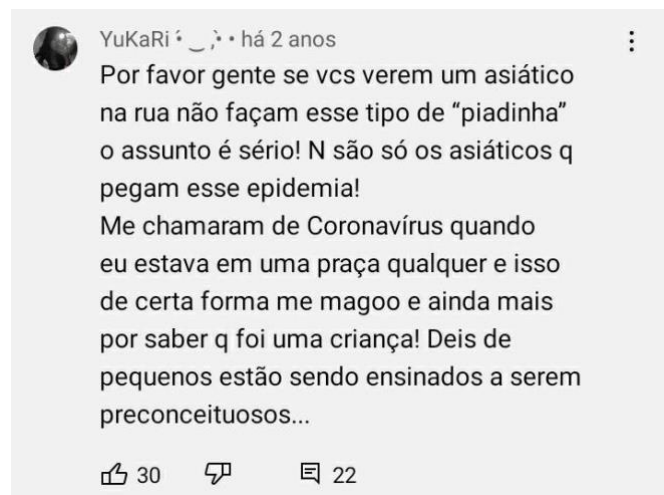 YuKaRi • há 2 anos
Por favor gente se vcs verem um asiático
na rua não façam esse tipo de “piadinha”
o assunto é sério! N são só os asiáticos q
pegam esse epidemia!
Me chamaram de Coronavírus quando
eu estava em uma praça qualquer e isso
de certa forma me magoo e ainda mais
por saber q foi uma criança! Deis de
pequenos estão sendo ensinados a serem
preconceituosos...
30 22